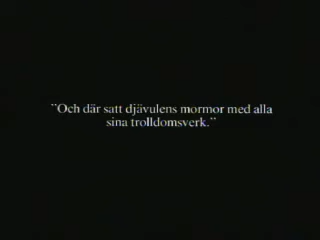 ”Och där satt djävulens mormor med alla
sina trolldomsverk.”